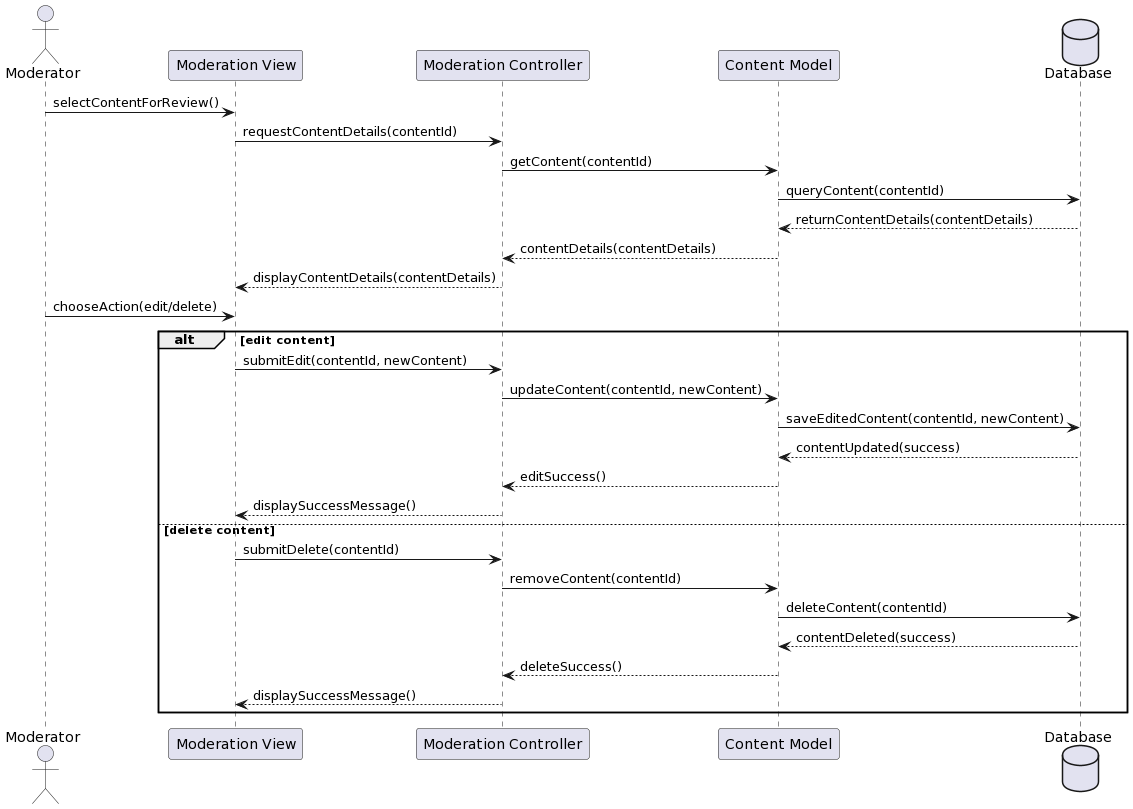 Moderator
Moderation View
Moderation Controller
Content Model
Database
selectContentForReview()
requestContentDetails(contentId)
getContent(contentId)
queryContent(contentId)
returnContentDetails(contentDetails)
contentDetails(contentDetails)
displayContentDetails(contentDetails)
chooseAction(edit/delete)
alt
[edit content]
submitEdit(contentId, newContent)
updateContent(contentId, newContent)
saveEditedContent(contentId, newContent)
contentUpdated(success)
editSuccess()
displaySuccessMessage()
[delete content]
submitDelete(contentId)
removeContent(contentId)
deleteContent(contentId)
contentDeleted(success)
deleteSuccess()
displaySuccessMessage()
Moderator
Moderation View
Moderation Controller
Content Model
Database